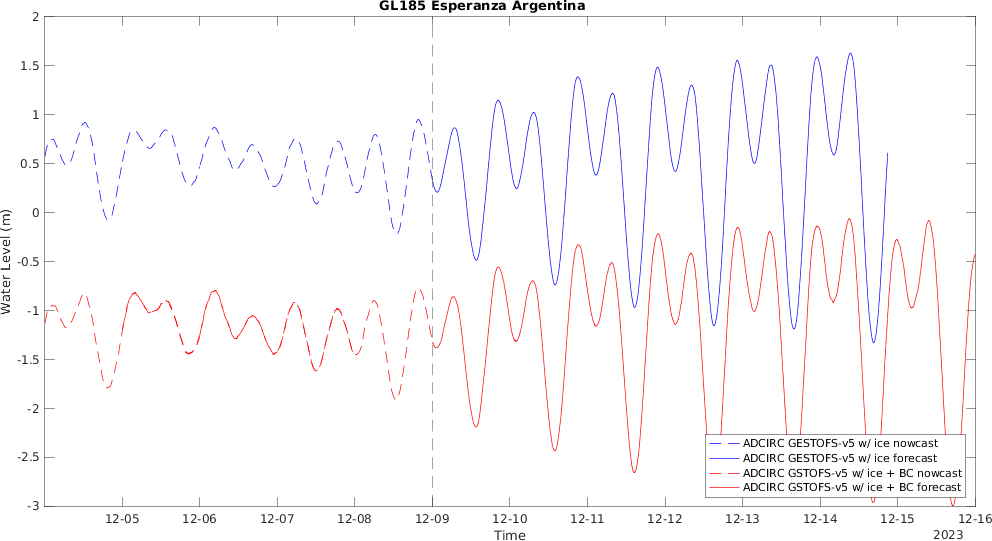 GL185 Esperanza Argentina
2
1.5
1
0.5
0
-0.5
-1
-1.5
-2
-2.5
-3
Water Level (m)
ADCIRC GESTOFS-v5 w/ ice nowcast
ADCIRC GESTOFS-v5 w/ ice forecast
ADCIRC GSTOFS-v5 w/ ice + BC nowcast
ADCIRC GSTOFS-v5 w/ ice + BC forecast
12-05 12-06 12-07 12-08 12-09 12-10 12-11 12-12 12-13 12-14 12-15 12-16
Time
2023